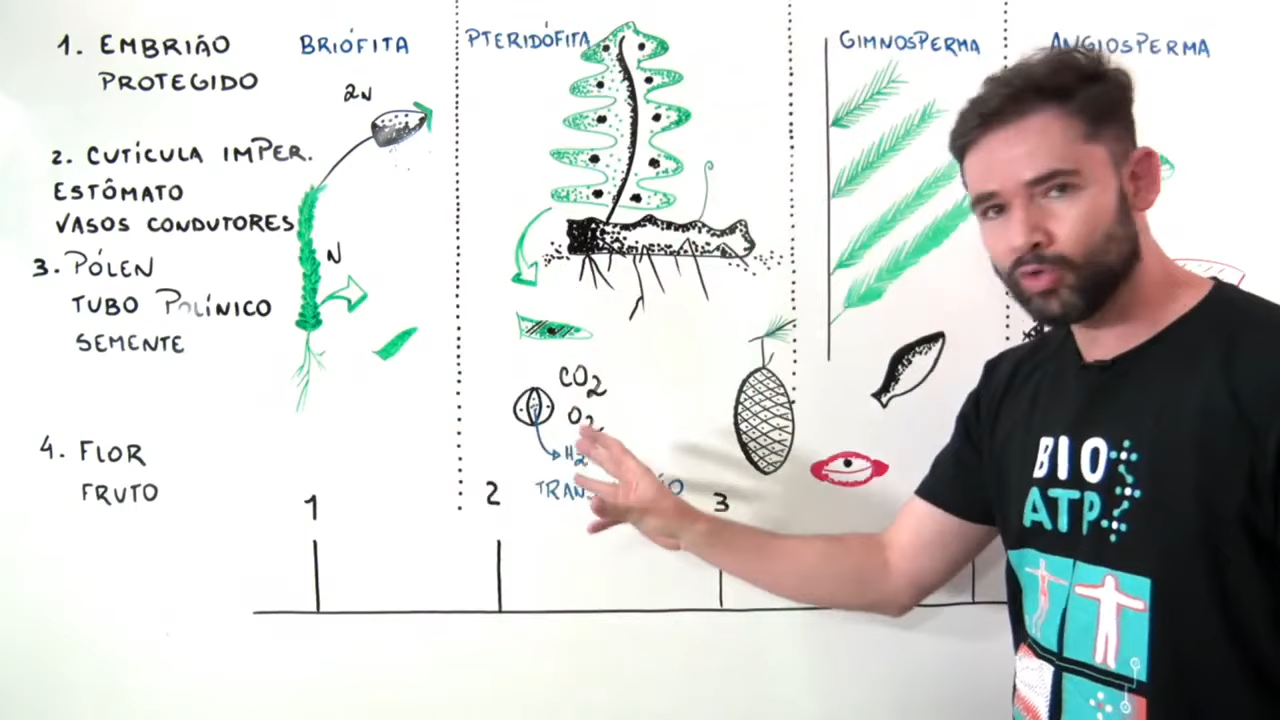 1. EMBRIÃO
PROTEGIDO
2. CUTÍCULA IMPER.
ESTÔMATO
VASOS CONDUTORES
3. PÓLEN
TUBO POLÍNICO
SEMENTE
4. FLOR
FRUTO
BRIÓFITA
2N
N
PTERIDÓFITA
CO2
O2
GIMNOSPERMA
ANGIOSPERMA
1
2
3
BIO
ATP